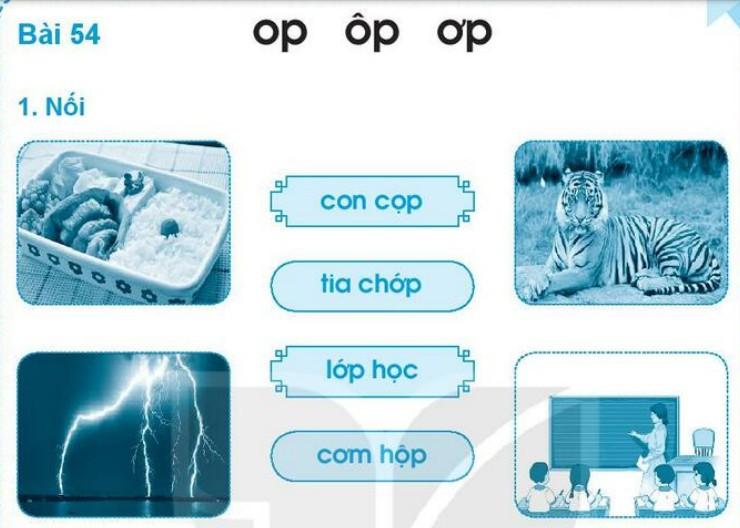 Bài 54
op ôp ơp
1. Nối
con cọp
tia chớp
lớp học
cơm hộp